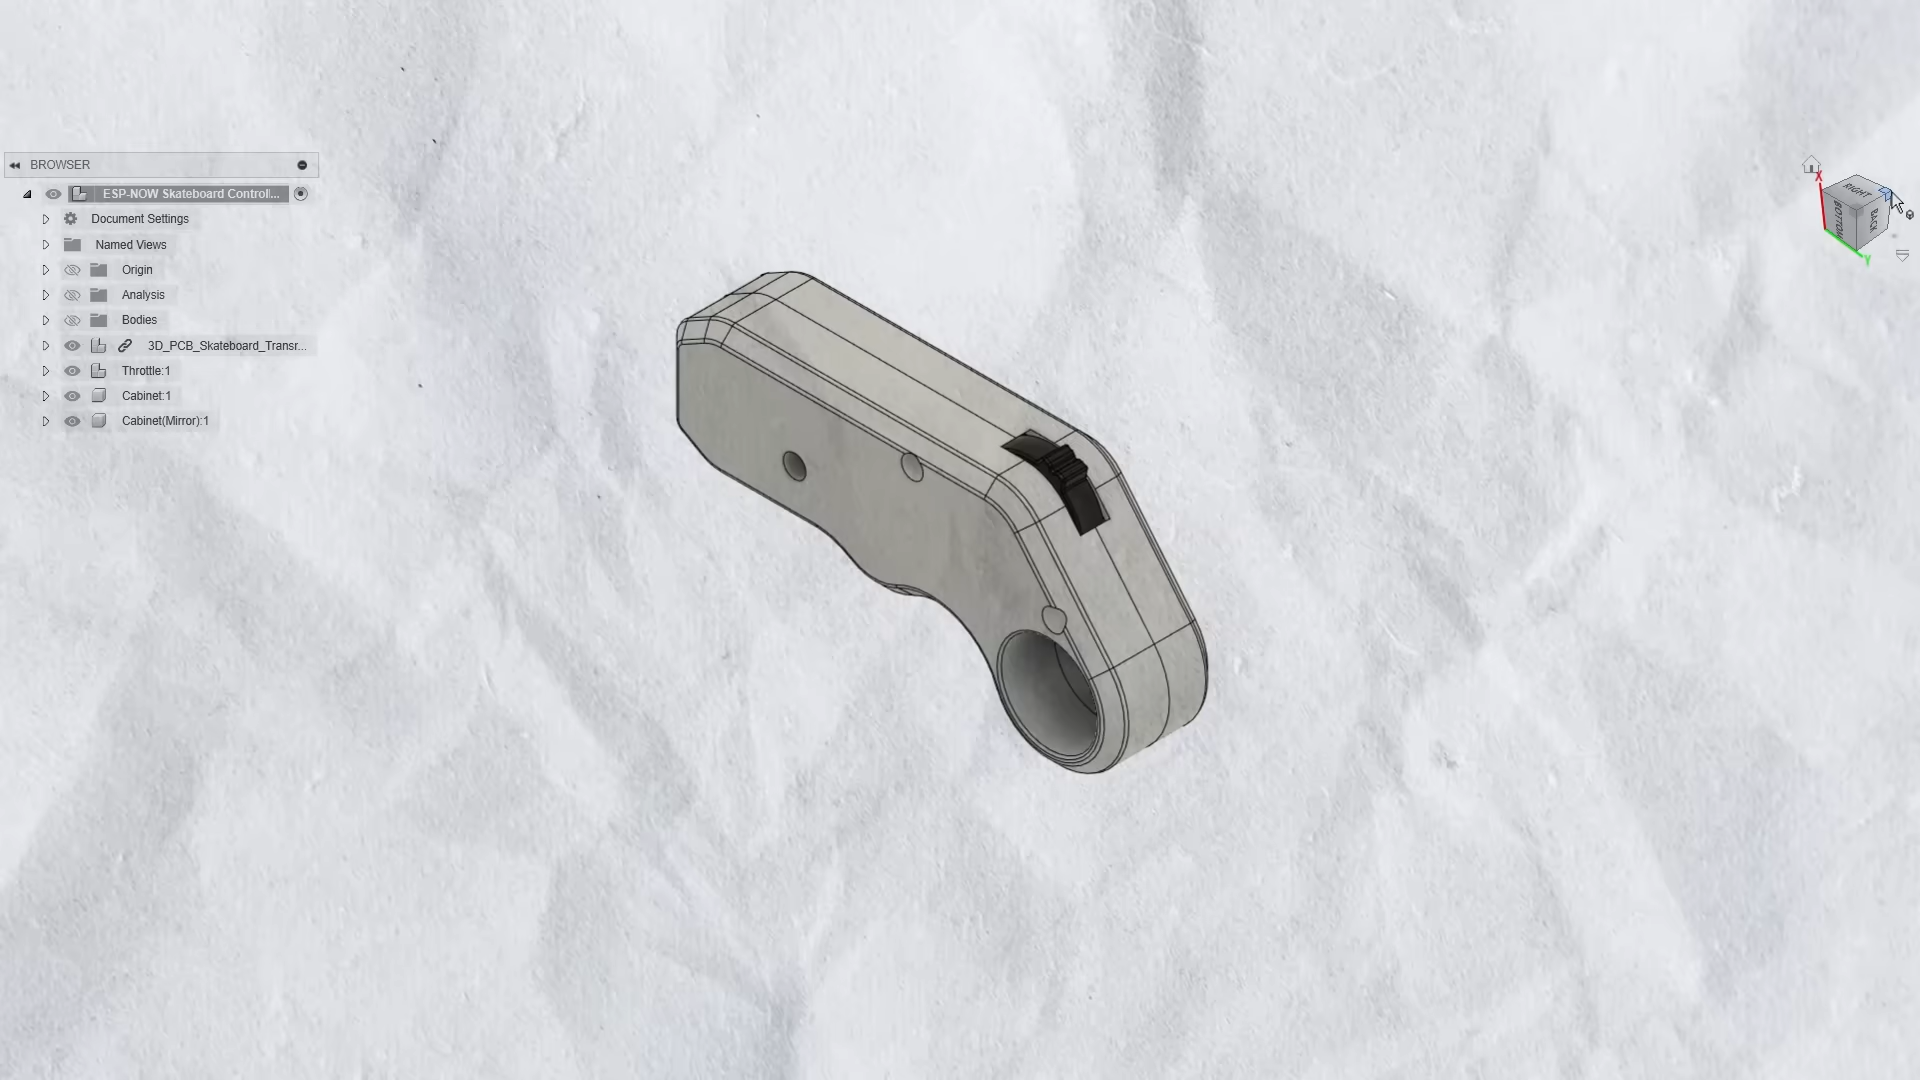 BROWSER
ESP-NOW Skateboard Controll...
Document Settings
Named Views
Origin
Analysis
Bodies
3D_PCB_Skateboard_Transr...
Throttle:1
Cabinet:1
Cabinet(Mirror):1
X
RIGHT
BOTTOM
BACK
Y